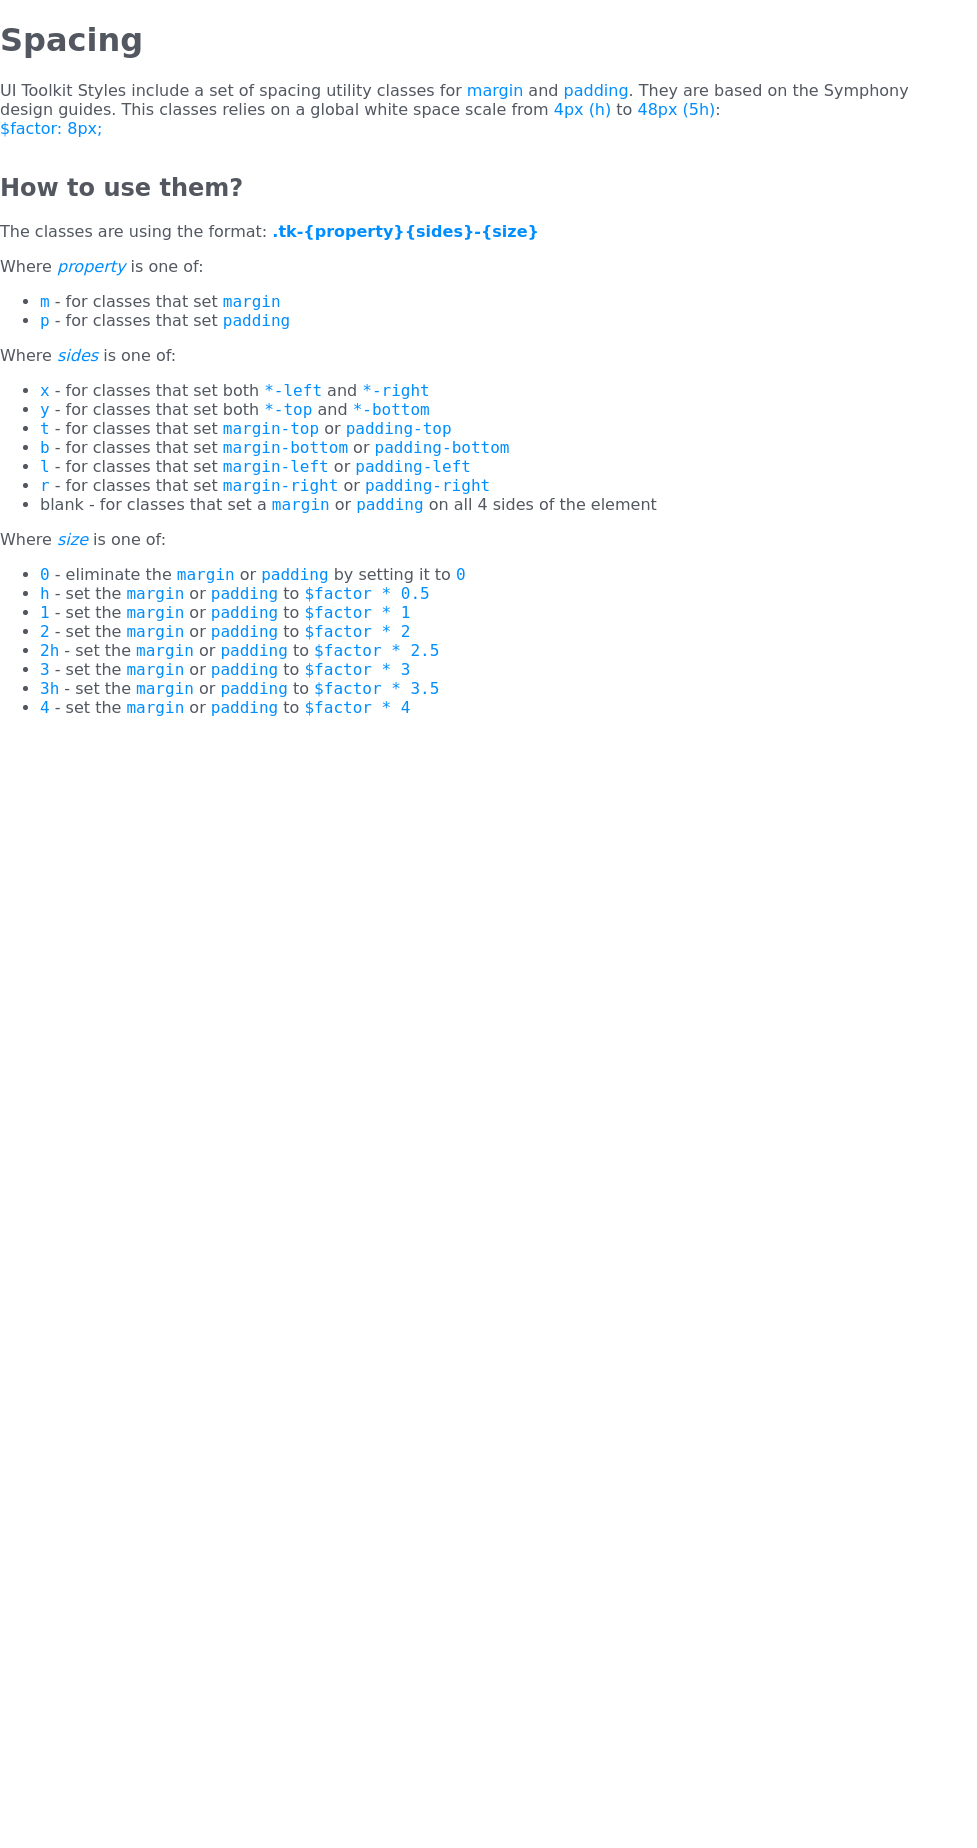 Spacing
UI Toolkit Styles include a set of spacing utility classes for margin and padding. They are based on the Symphony
design guides. This classes relies on a global white space scale from 4px (h) to 48px (5h):
$factor: 8px;
How to use them?
The classes are using the format: .tk-{property}{sides}-{size}
Where property is one of:
• m - for classes that set margin
• p - for classes that set padding
Where sides is one of:
• x - for classes that set both *-left and *-right
• y - for classes that set both *-top and *-bottom
• t - for classes that set margin-top or padding-top
• b - for classes that set margin-bottom or padding-bottom
• l - for classes that set margin-left or padding-left
• r - for classes that set margin-right or padding-right
• blank - for classes that set a margin or padding on all 4 sides of the element
Where size is one of:
• 0 - eliminate the margin or padding by setting it to 0
• h - set the margin or padding to $factor * 0.5
• 1 - set the margin or padding to $factor * 1
• 2 - set the margin or padding to $factor * 2
• 2h - set the margin or padding to $factor * 2.5
• 3 - set the margin or padding to $factor * 3
• 3h - set the margin or padding to $factor * 3.5
• 4 - set the margin or padding to $factor * 4